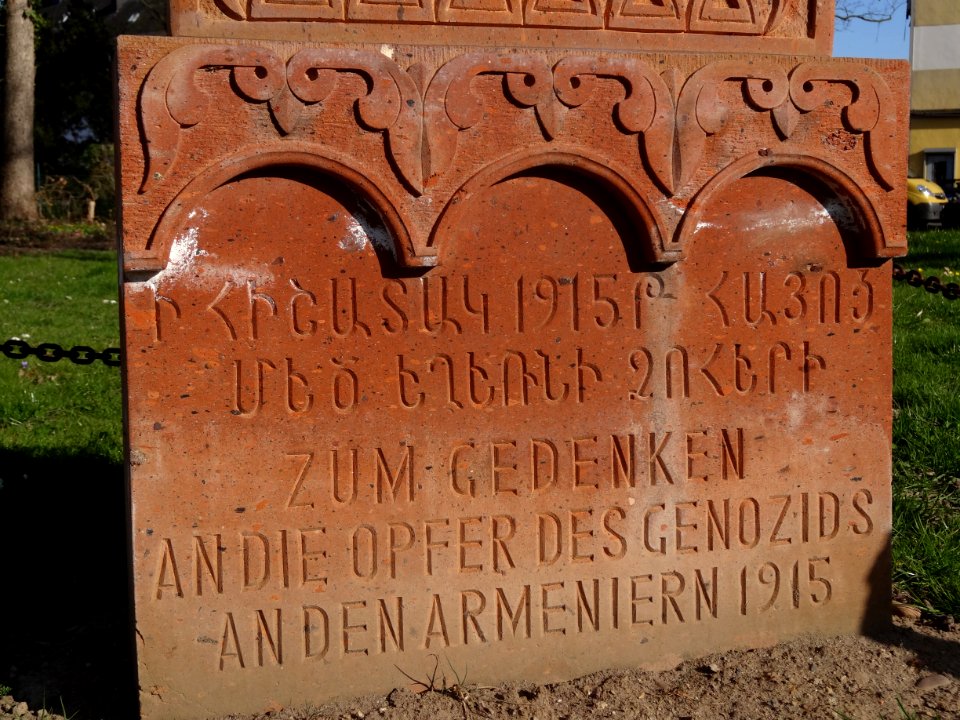 Ի ՀԻՇԱՏԱԿ 1915Ի ՀԱՅՈՑ
ՄԵԾ ԵՂԵՌՆԻ ԶՈՀԵՐԻ
ZUM GEDENKEN
AN DIE OPFER DES GENOZIDS
AN DEN ARMENIERN 1915